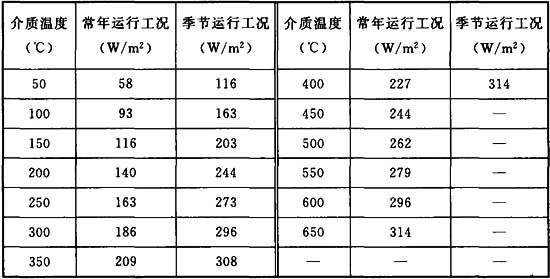 介质温度 常年运行工况 季节运行工况 介质温度 常年运行工况 季节运行工况
(℃) (W/m²) (W/m²) (℃) (W/m²) (W/m²)
50 58 116 400 227 314
100 93 163 450 244 —
150 116 203 500 262 —
200 140 244 550 279 —
250 163 273 600 296 —
300 186 296 650 314 —
350 209 308 — — —